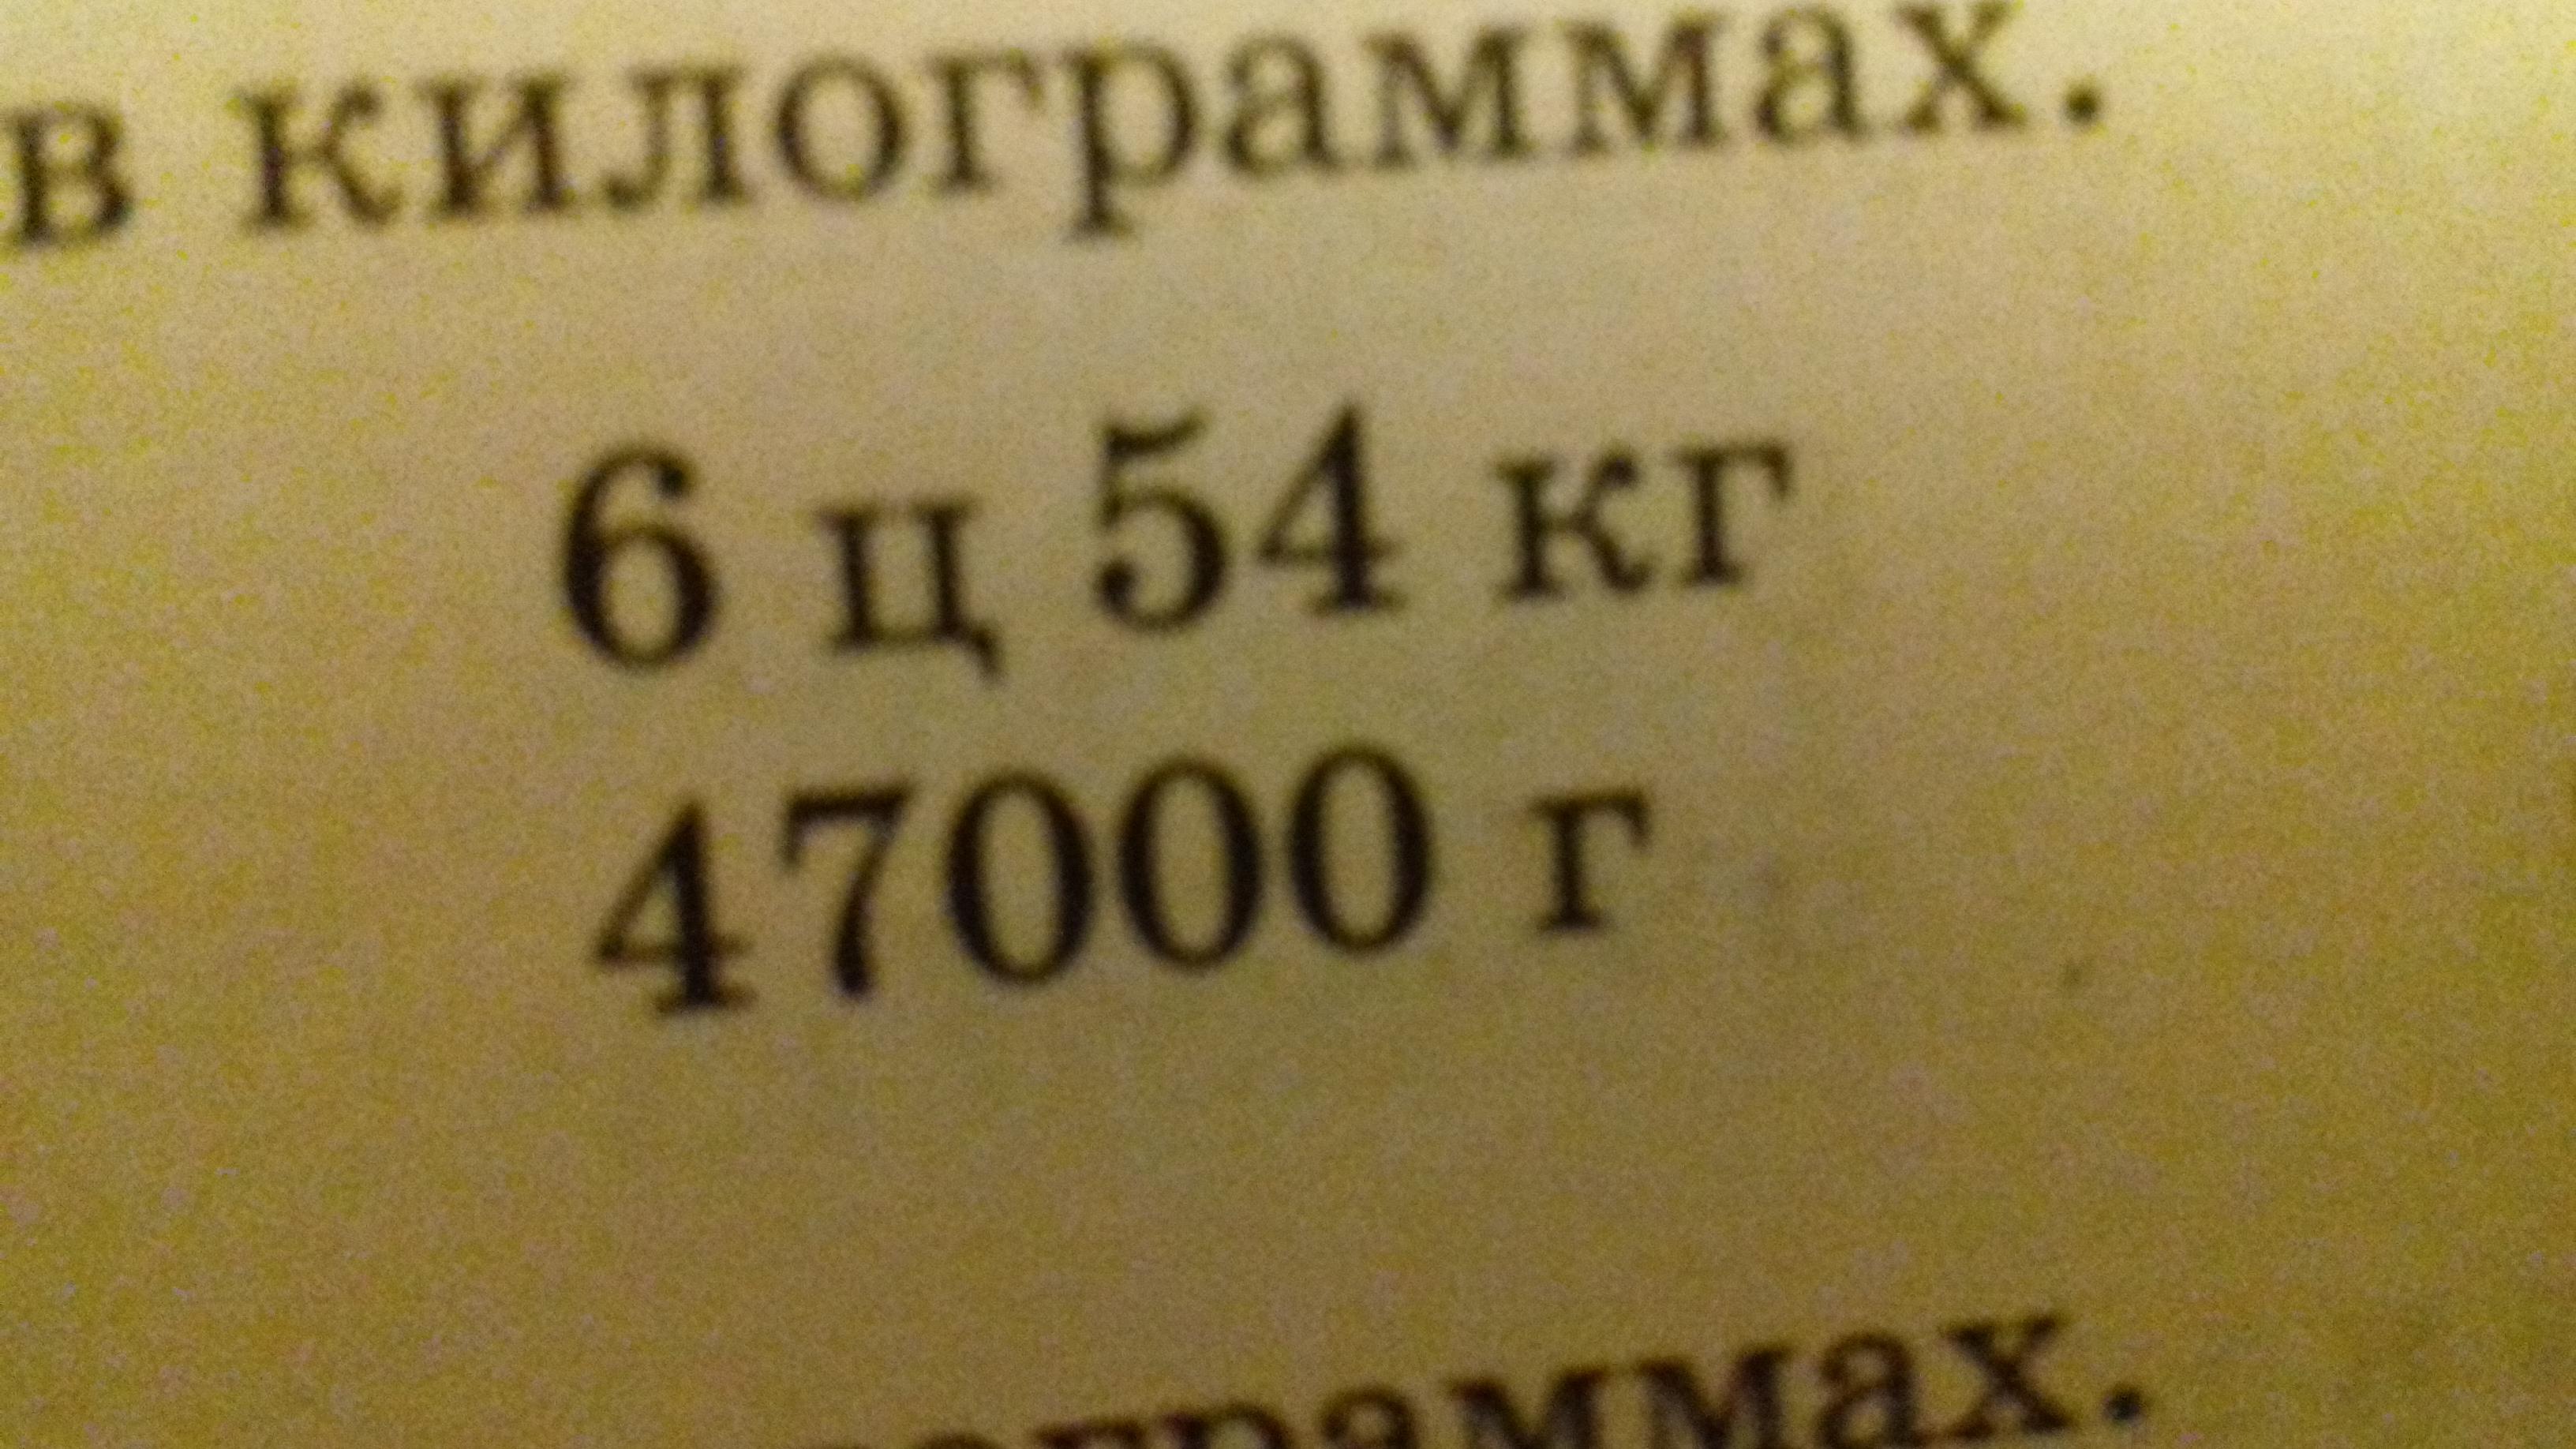 в килограммах.
6 ц 54 кг
47000 г